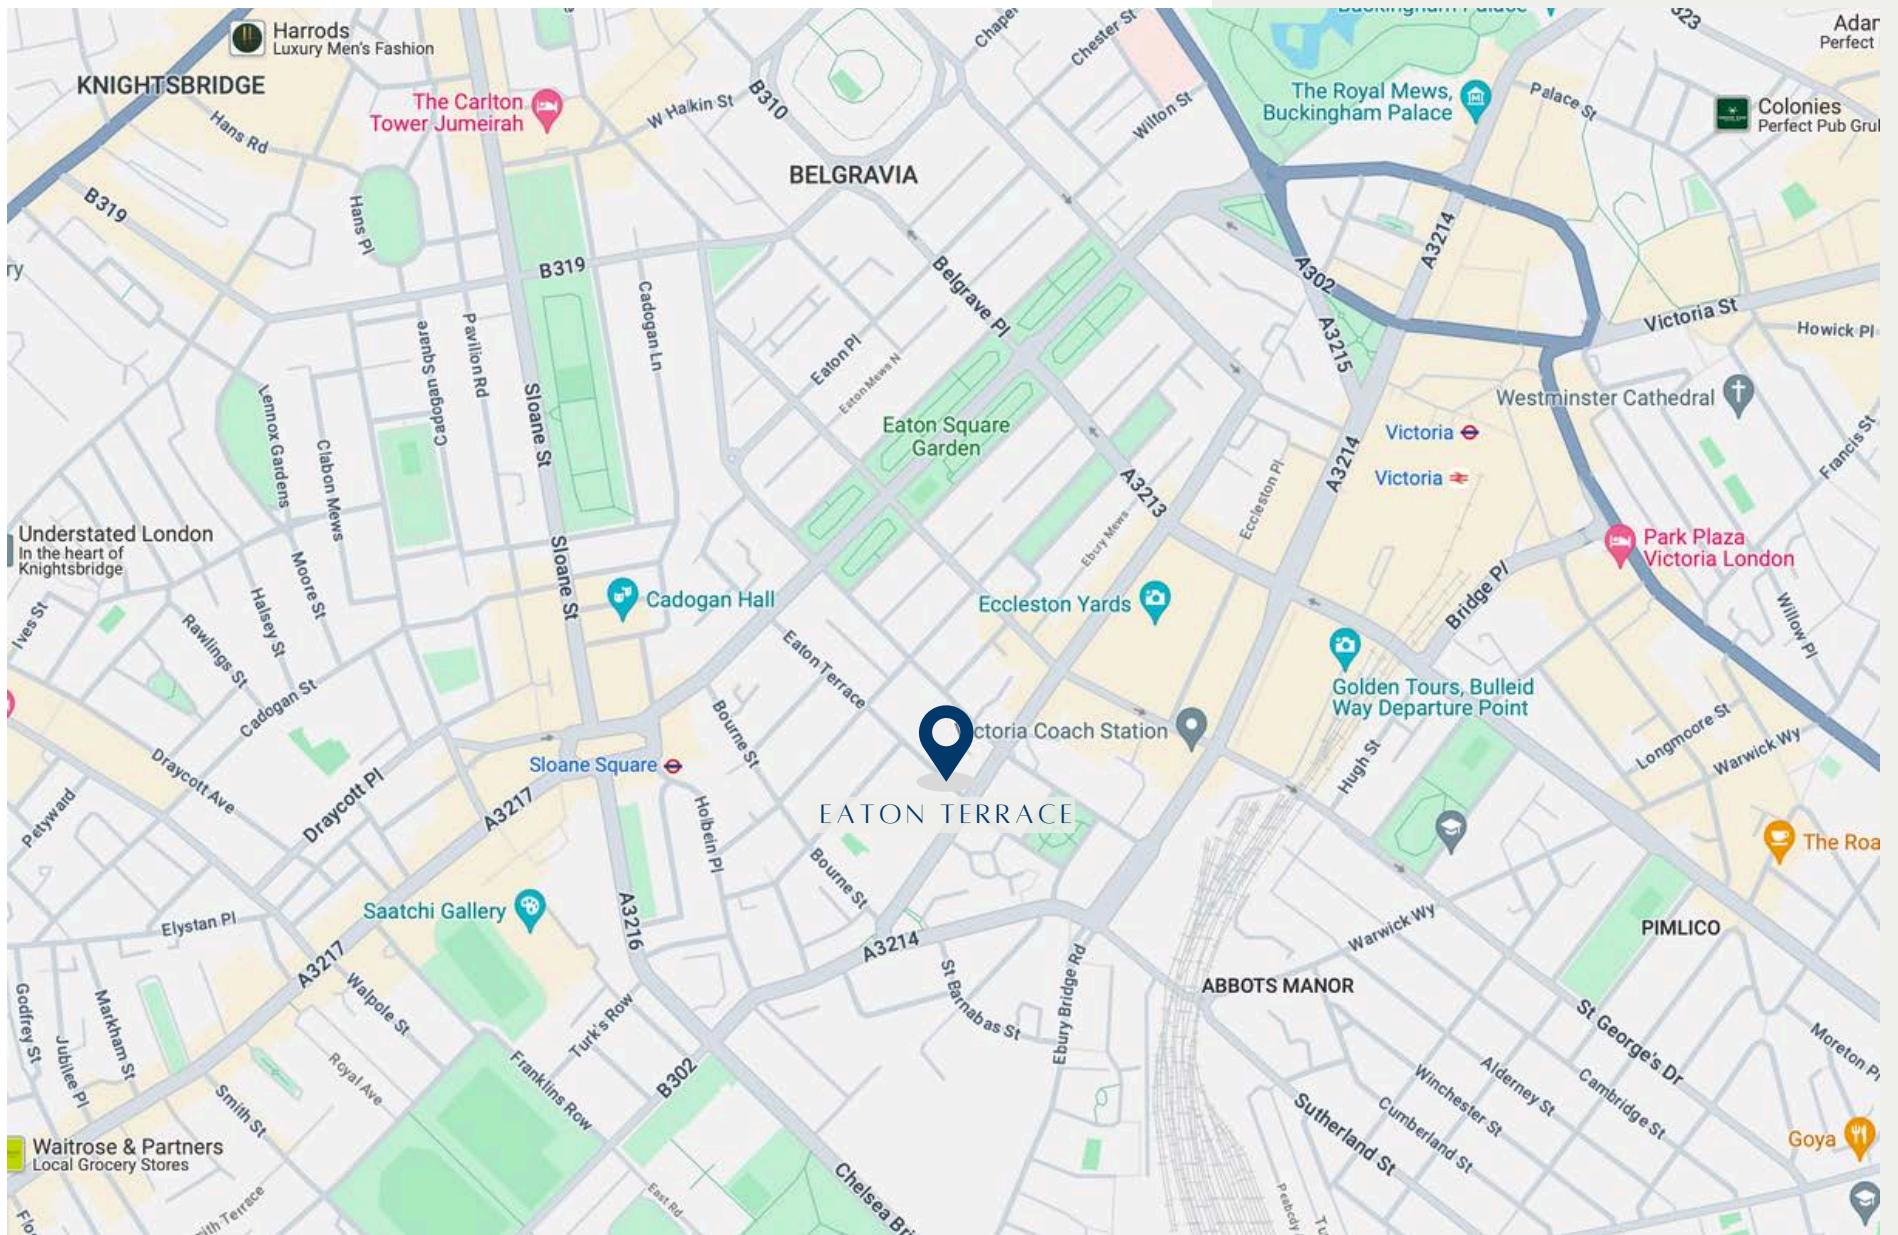 Harrods
Luxury Men's Fashion
KNIGHTSBRIDGE
The Carlton
Tower Jumeirah
Hans Rd
W Halkin St
B310
Chester St
Wilton St
BELGRAVIA
The Royal Mews,
Buckingham Palace
Palace St
Colonies
B319
Hans Pl
B319
Cadogan Ln
Belgrave Pl
A302
A3214
A3215
Victoria St
Howick Pl
Cadogan Square
Pavilion Rd
Sloane St
Eaton Pl
Eaton Mews N
Lennox Gardens
Clabon Mews
Eaton Square
Garden
Westminster Cathedral
Victoria
Victoria
A3214
Francis St
A3213
Eccleston Pl
Ebury Mews
Understated London
In the heart of
Knightsbridge
Park Plaza
Victoria London
Moore St
Sloane St
Cadogan Hall
Eccleston Yards
Bridge Pl
Willow Pl
Ives St
Halsey St
Rawlings St
Eaton Terrace
Golden Tours, Bulleid
Way Departure Point
Cadogan St
Bourne St
Coach Station
Longmoore St
Warwick Wy
Sloane Square
Hugh St
Draycott Ave
Draycott Pl
Petyward
A3217
Holbein Pl
EATON TERRACE
The
Bourne St
Saatchi Gallery
Elystan Pl
A3216
A3214
Warwick Wy
PIMLICO
A3217
Walpole St
St Barnabas St
Ebury Bridge Rd
ABBOTS MANOR
St George's Dr
Godfrey St
Markham St
Jubilee Pl
Turk's Row
Royal Ave
Franklins Row
B302
Smith St
Moreton
Alderney St
Winchester St
Cambridge St
Cumberland St
Sutherland St
Waitrose & Partners
Local Grocery Stores
Goya
East Rd
Chelsea
Terrace
Peabody